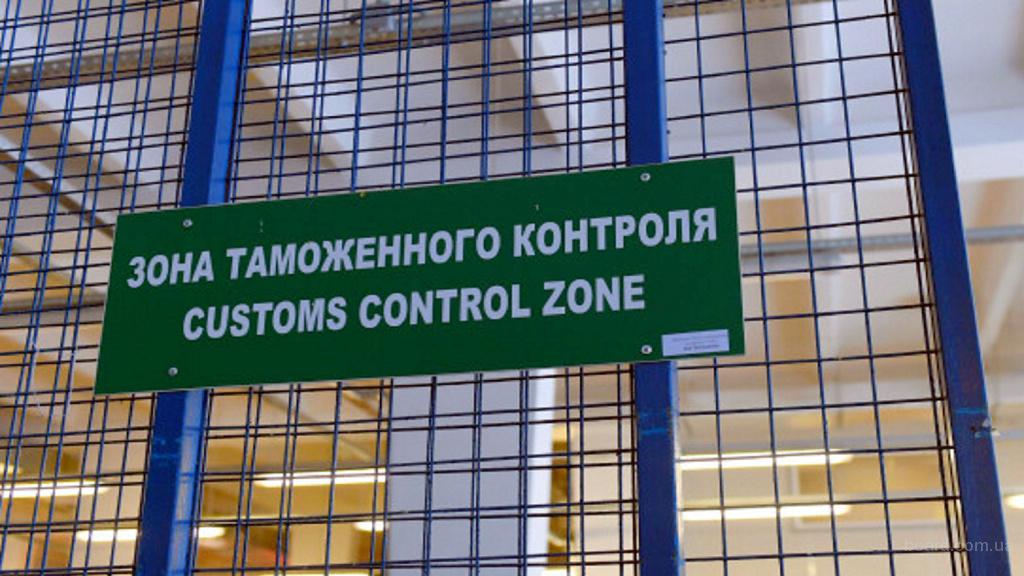 ЗОНА ТАМОЖЕННОГО КОНТРОЛЯ
CUSTOMS CONTROL ZONE